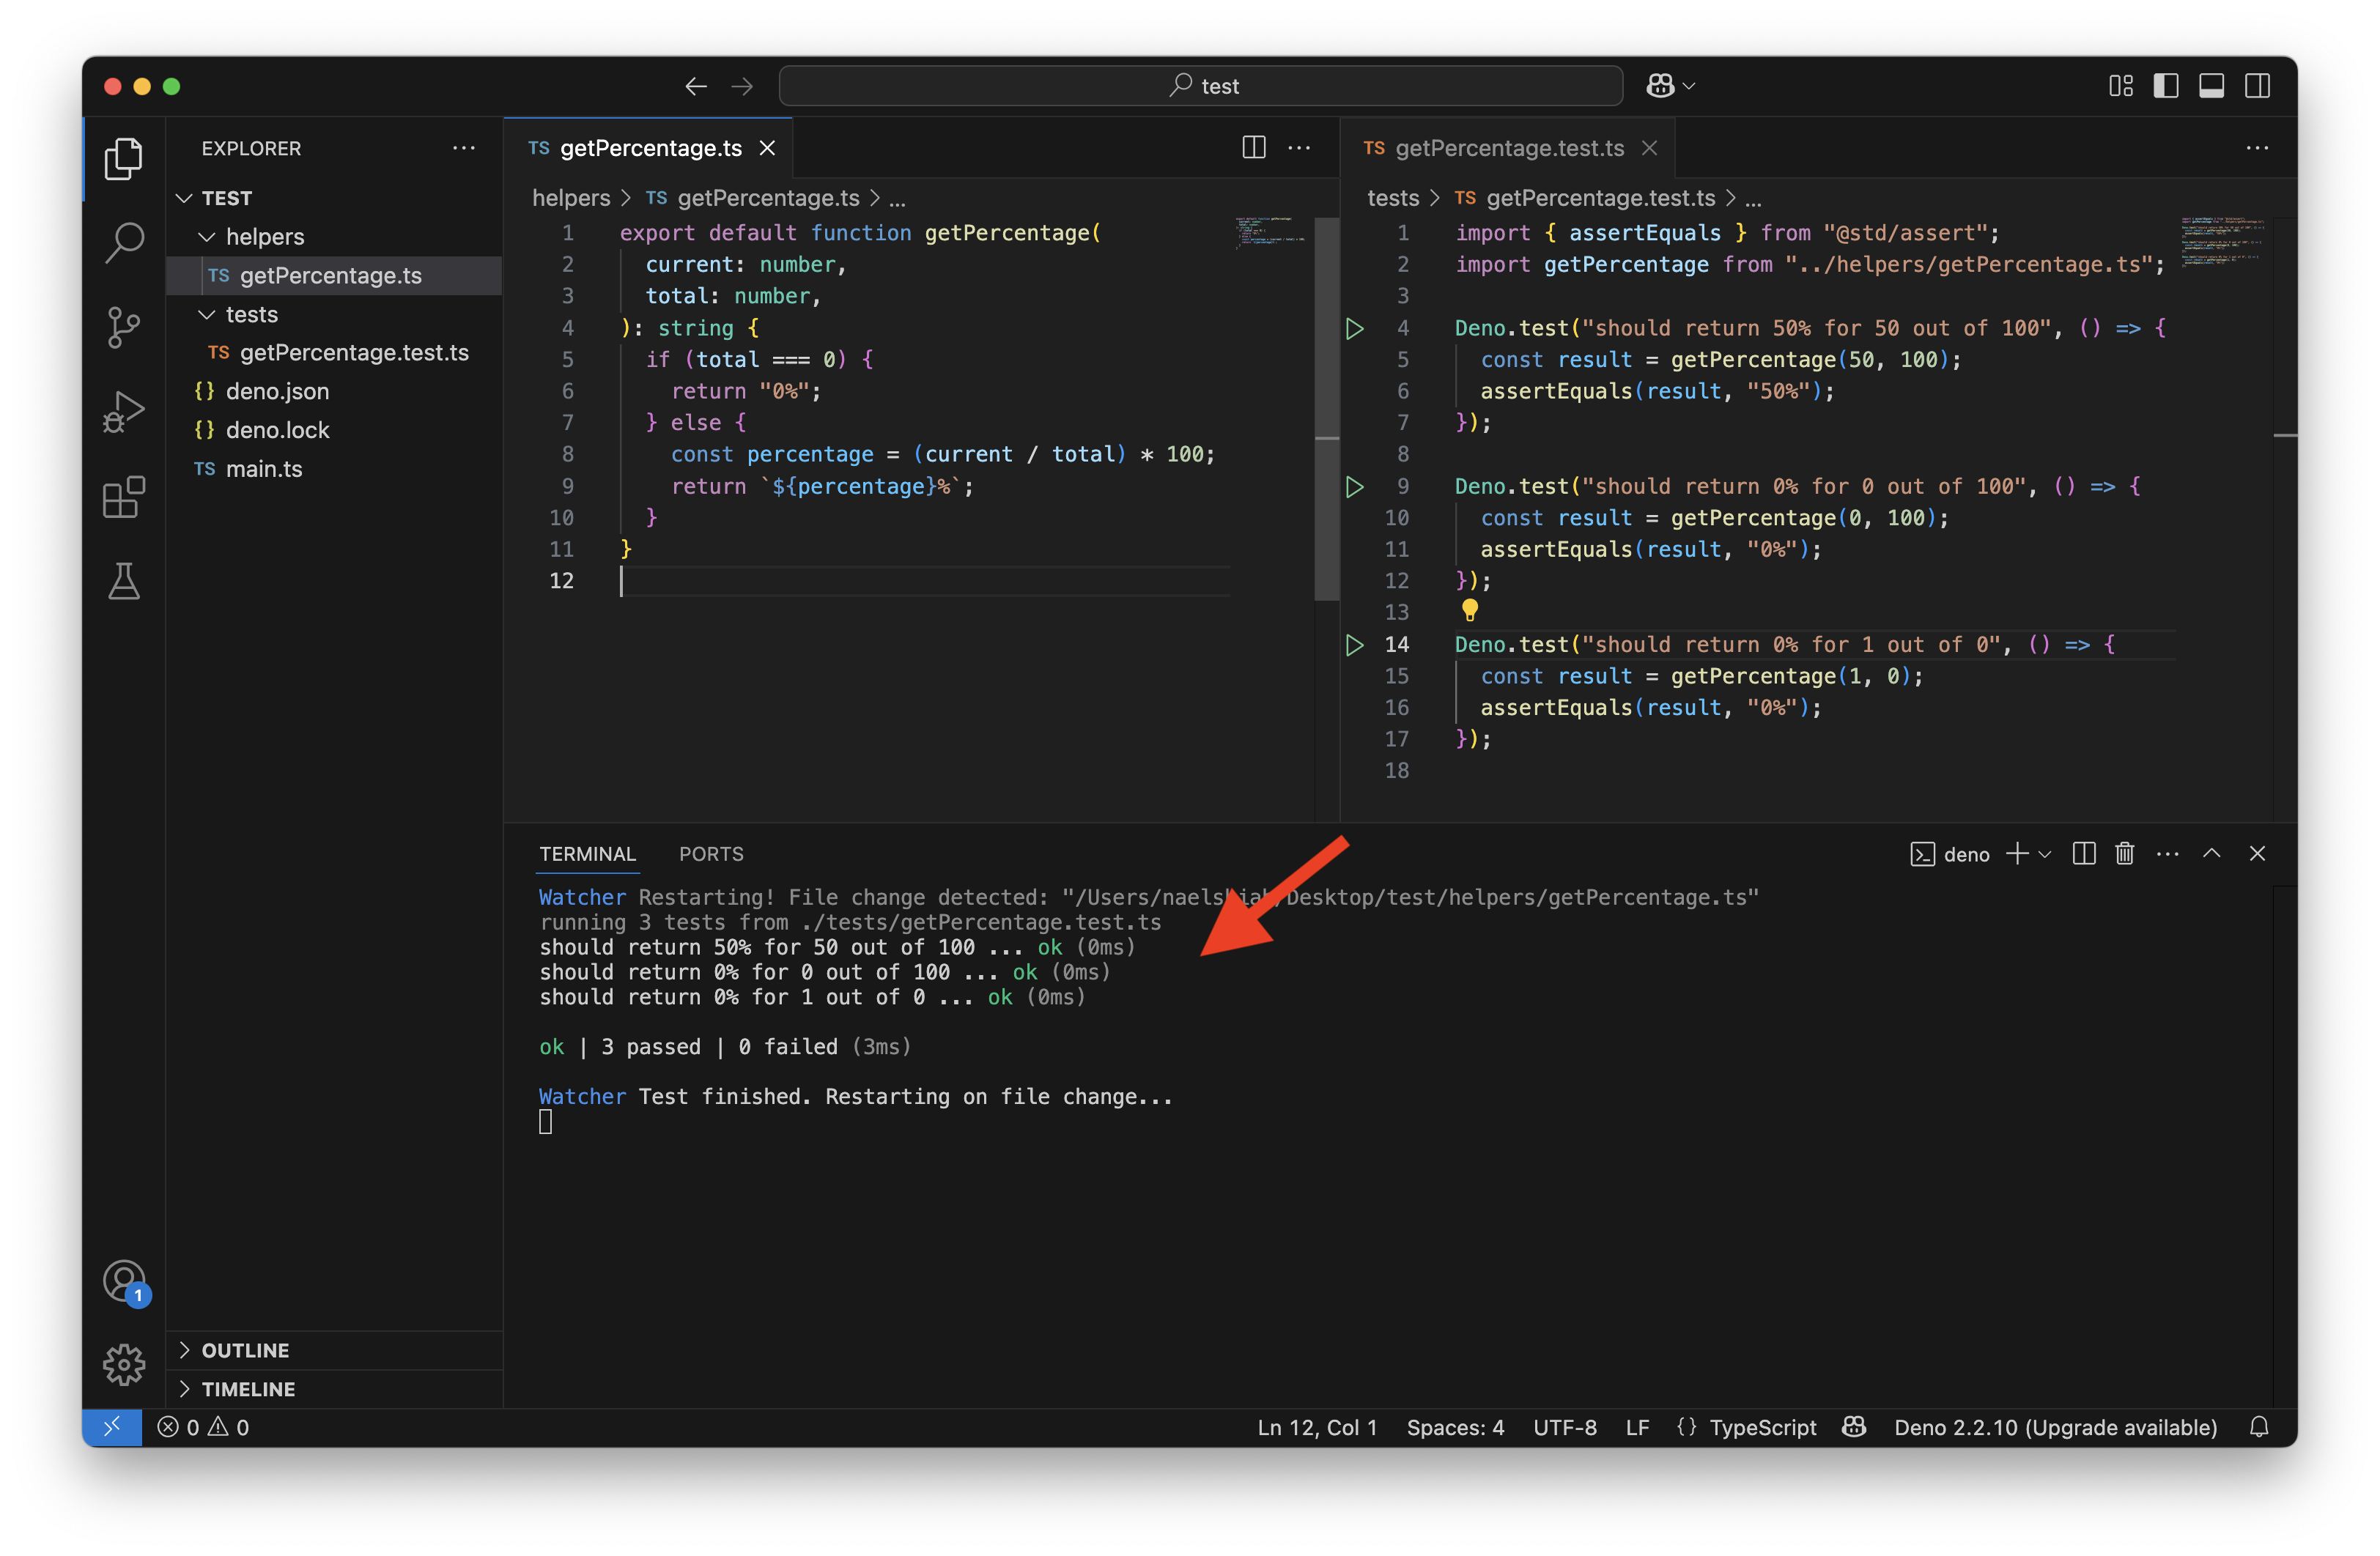 test
EXPLORER
TEST
helpers
TS getPercentage.ts
tests
TS getPercentage.test.ts
{} deno.json
{} deno.lock
TS main.ts
OUTLINE
TIMELINE
1
TS getPercentage.ts
helpers > TS getPercentage.ts > ...
1 export default function getPercentage(
2 current: number,
3 total: number,
4 ): string {
5 if (total === 0) {
6 return "0%";
7 } else {
8 const percentage = (current / total) * 100;
9 return `${percentage}%`;
10 }
11 }
12
TS getPercentage.test.ts
tests > TS getPercentage.test.ts > ...
1 import { assertEquals } from "@std/assert";
2 import getPercentage from "../helpers/getPercentage.ts";
3
4 Deno.test("should return 50% for 50 out of 100", () => {
5 const result = getPercentage(50, 100);
6 assertEquals(result, "50%");
7 });
8
9 Deno.test("should return 0% for 0 out of 100", () => {
10 const result = getPercentage(0, 100);
11 assertEquals(result, "0%");
12 });
13
14 Deno.test("should return 0% for 1 out of 0", () => {
15 const result = getPercentage(1, 0);
16 assertEquals(result, "0%");
17 });
18
TERMINAL PORTS
deno
Watcher Restarting! File change detected: "/Users/ /Desktop/test/helpers/getPercentage.ts"
running 3 tests from ./tests/getPercentage.test.ts
should return 50% for 50 out of 100 ... ok (0ms)
should return 0% for 0 out of 100 ... ok (0ms)
should return 0% for 1 out of 0 ... ok (0ms)
ok | 3 passed | 0 failed (3ms)
Watcher Test finished. Restarting on file change...
0 0
Ln 12, Col 1 Spaces: 4 UTF-8 LF {} TypeScript Deno 2.2.10 (Upgrade available)